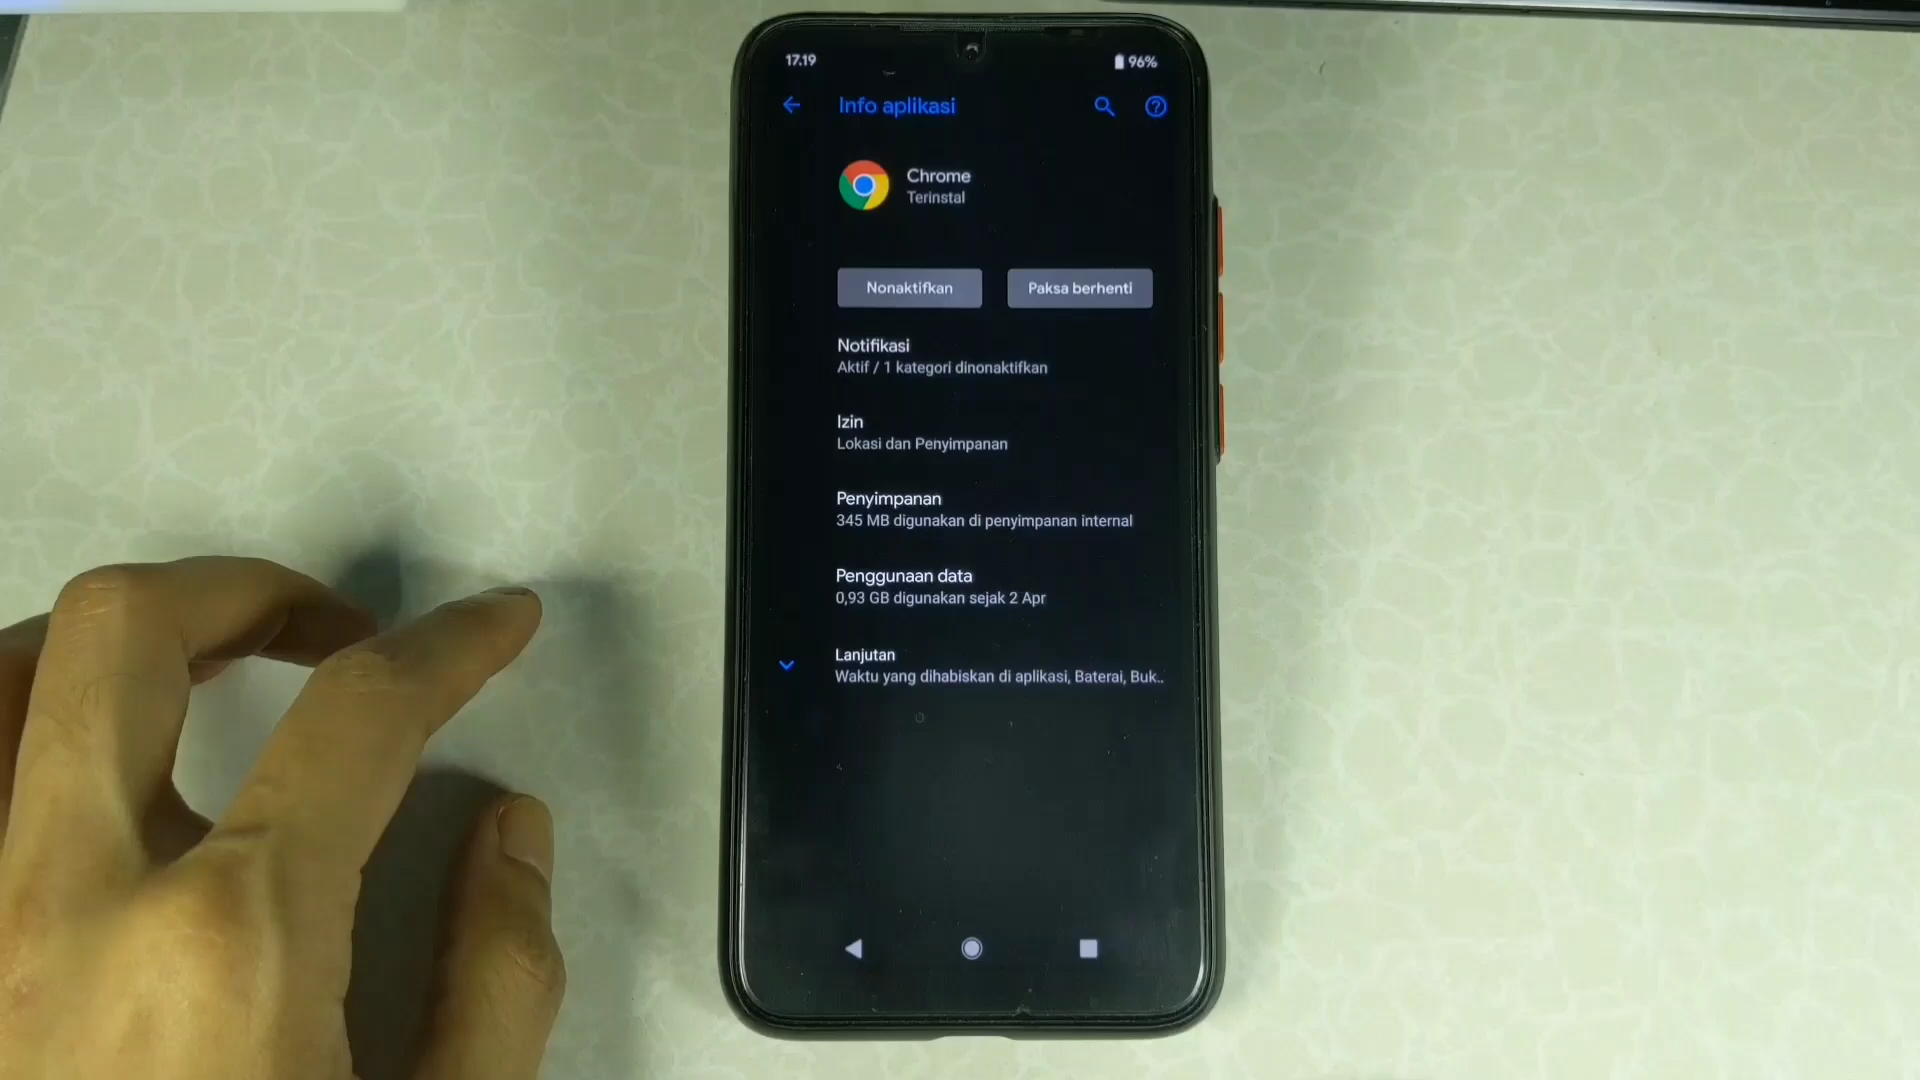 17.19
96%
Info aplikasi
Chrome
Terinstal
Nonaktifkan
Paksa berhenti
Notifikasi
Aktif / 1 kategori dinonaktifkan
Izin
Lokasi dan Penyimpanan
Penyimpanan
345 MB digunakan di penyimpanan internal
Penggunaan data
0,93 GB digunakan sejak 2 Apr
Lanjutan
Waktu yang dihabiskan di aplikasi, Baterai, Buk..